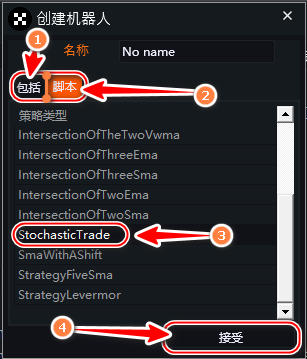 创建机器人
1
名称 No name
包括 脚本
2
策略类型
IntersectionOfTheTwoVwma
IntersectionOfThreeEma
IntersectionOfThreeSma
IntersectionOfTwoEma
IntersectionOfTwoSma
StochasticTrade
3
SmaWithAShift
StrategyFiveSma
StrategyLevermor
4
接受